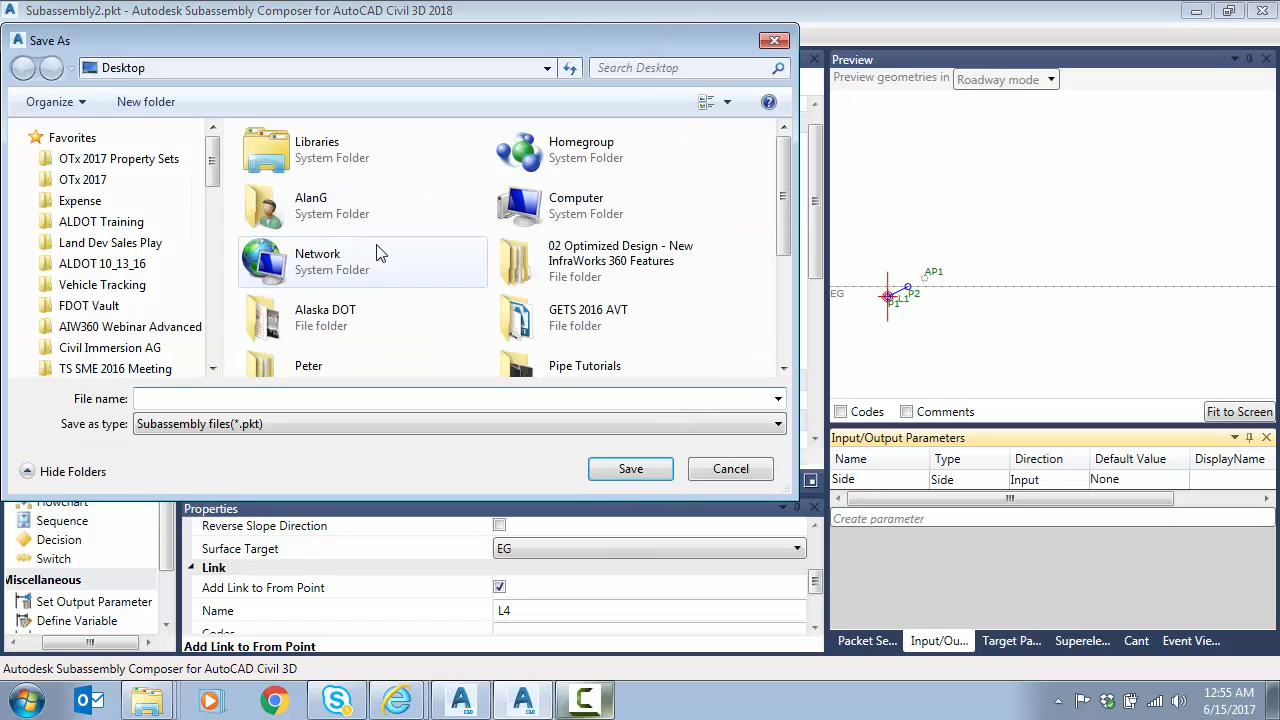 Subassembly2.pkt - Autodesk Subassembly Composer for AutoCAD Civil 3D 2018
Save As
Desktop
Search Desktop
Organize
New folder
Favorites
OTx 2017 Property Sets
OTx 2017
Expense
ALDOT Training
Land Dev Sales Play
ALDOT 10_13_16
Vehicle Tracking
FDOT Vault
AIW360 Webinar Advanced
Civil Immersion AG
TS SME 2016 Meeting
Libraries
System Folder
Homegroup
System Folder
AlanG
System Folder
Computer
System Folder
Network
System Folder
02 Optimized Design - New
InfraWorks 360 Features
File folder
Alaska DOT
File folder
GETS 2016 AVT
File folder
Peter
Pipe Tutorials
File name:
Save as type:
Subassembly files(*.pkt)
Hide Folders
Save
Cancel
Preview
Preview geometries in
Roadway mode
EG
AP1
P2
L1
P1
Codes
Comments
Fit to Screen
Input/Output Parameters
Name
Type
Direction
Default Value
DisplayName
Side
Side
Input
None
Create parameter
Packet Se...
Input/Ou...
Target Pa...
Superele...
Cant
Event Vie...
Flowchart
Sequence
Decision
Switch
Miscellaneous
Set Output Parameter
Define Variable
Properties
Reverse Slope Direction
Surface Target
EG
Link
Add Link to From Point
Name
L4
Codes
Add Link to From Point
Autodesk Subassembly Composer for AutoCAD Civil 3D
12:55 AM
6/15/2017